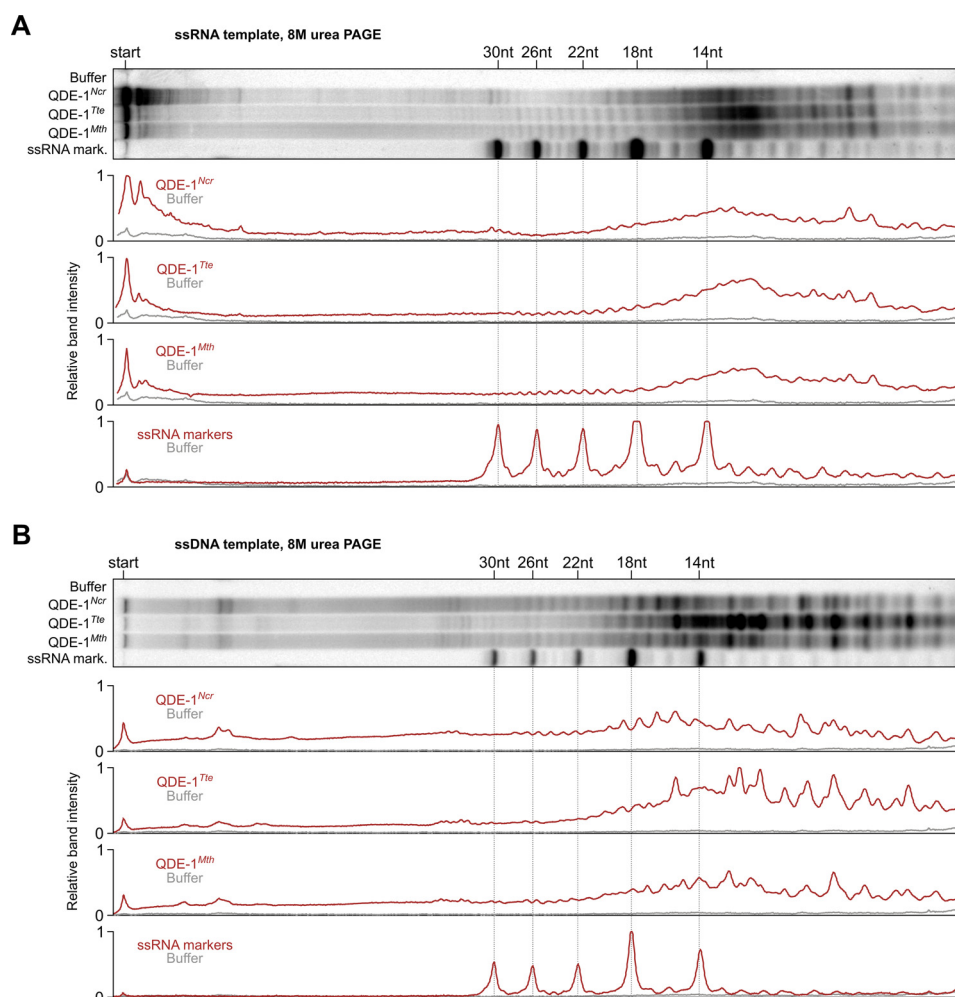 A
ssRNA template, 8M urea PAGE
start 30nt 26nt 22nt 18nt 14nt
Buffer
QDE-1Ncr
QDE-1Tte
QDE-1Mth
ssRNA mark.
Relative band intensity
1
QDE-1Ncr
Buffer
0
1
QDE-1Tte
Buffer
0
1
QDE-1Mth
Buffer
0
1
ssRNA markers
Buffer
0
B
ssDNA template, 8M urea PAGE
start 30nt 26nt 22nt 18nt 14nt
Buffer
QDE-1Ncr
QDE-1Tte
QDE-1Mth
ssRNA mark.
Relative band intensity
1
QDE-1Ncr
Buffer
0
1
QDE-1Tte
Buffer
0
1
QDE-1Mth
Buffer
0
1
ssRNA markers
Buffer
0